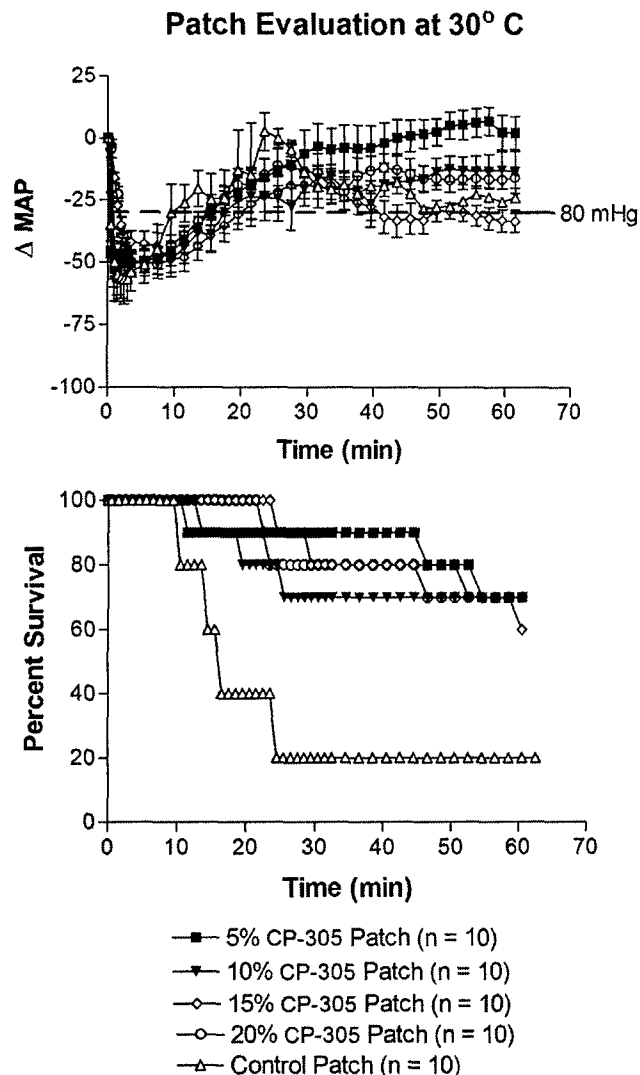 Patch Evaluation at 30° C
25
0
-25
-50
-75
-100
Δ MAP
80 mHg
0 10 20 30 40 50 60 70
Time (min)
100
80
60
40
20
0
Percent Survival
0 10 20 30 40 50 60 70
Time (min)
5% CP-305 Patch (n = 10)
10% CP-305 Patch (n = 10)
15% CP-305 Patch (n = 10)
20% CP-305 Patch (n = 10)
Control Patch (n = 10)